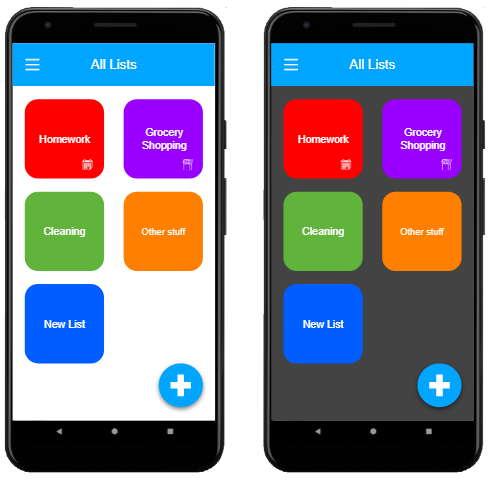 All Lists
Homework
Grocery
Shopping
Cleaning
Other stuff
New List
All Lists
Homework
Grocery
Shopping
Cleaning
Other stuff
New List